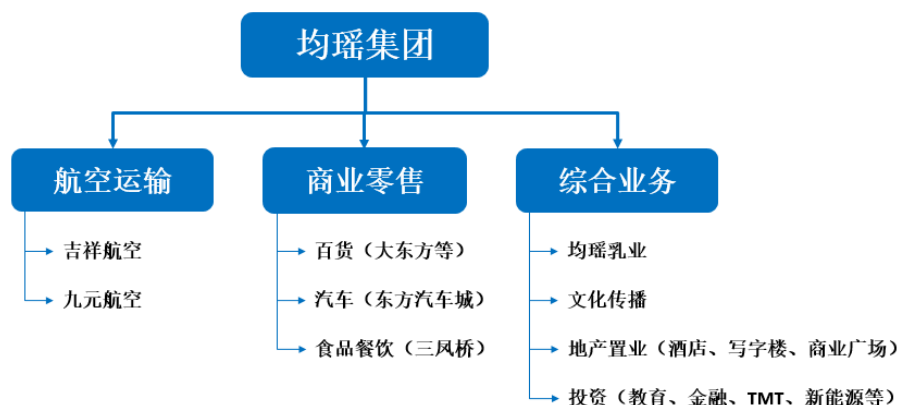 均瑶集团
航空运输
吉祥航空
九元航空
商业零售
百货（大东方等）
汽车（东方汽车城）
食品餐饮（三凤桥）
综合业务
均瑶乳业
文化传播
地产置业（酒店、写字楼、商业广场）
投资（教育、金融、TMT、新能源等）